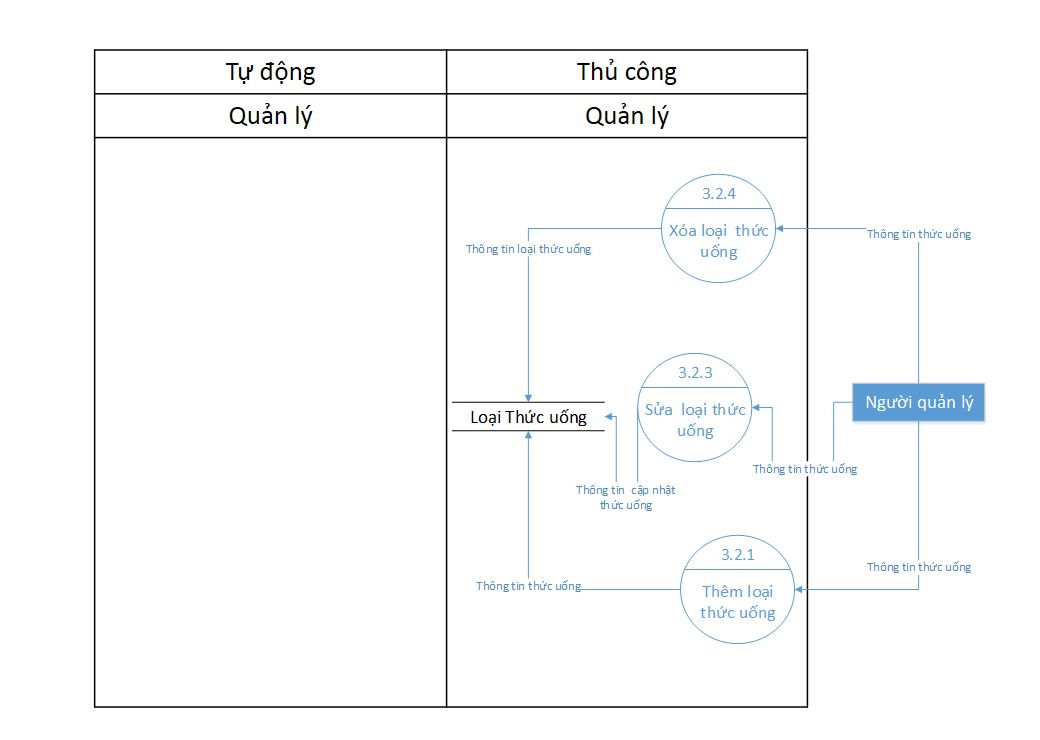 Tự động
Thủ công
Quản lý
Quản lý
3.2.4
Xóa loại thức
uống
Thông tin thức uống
Thông tin loại thức uống
3.2.3
Sửa loại thức
uống
Người quản lý
Loại Thức uống
Thông tin thức uống
Thông tin cập nhật
thức uống
3.2.1
Thêm loại
thức uống
Thông tin thức uống
Thông tin thức uống